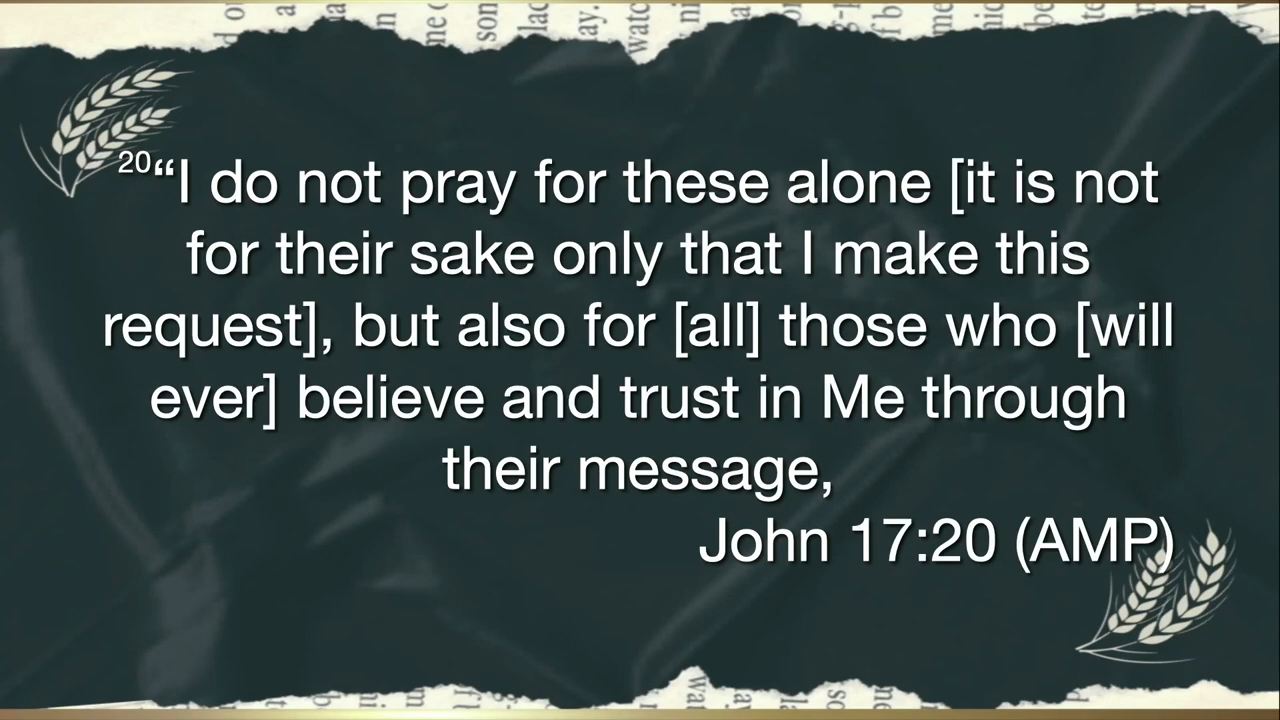 20“I do not pray for these alone [it is not
for their sake only that I make this
request], but also for [all] those who [will
ever] believe and trust in Me through
their message,
John 17:20 (AMP)